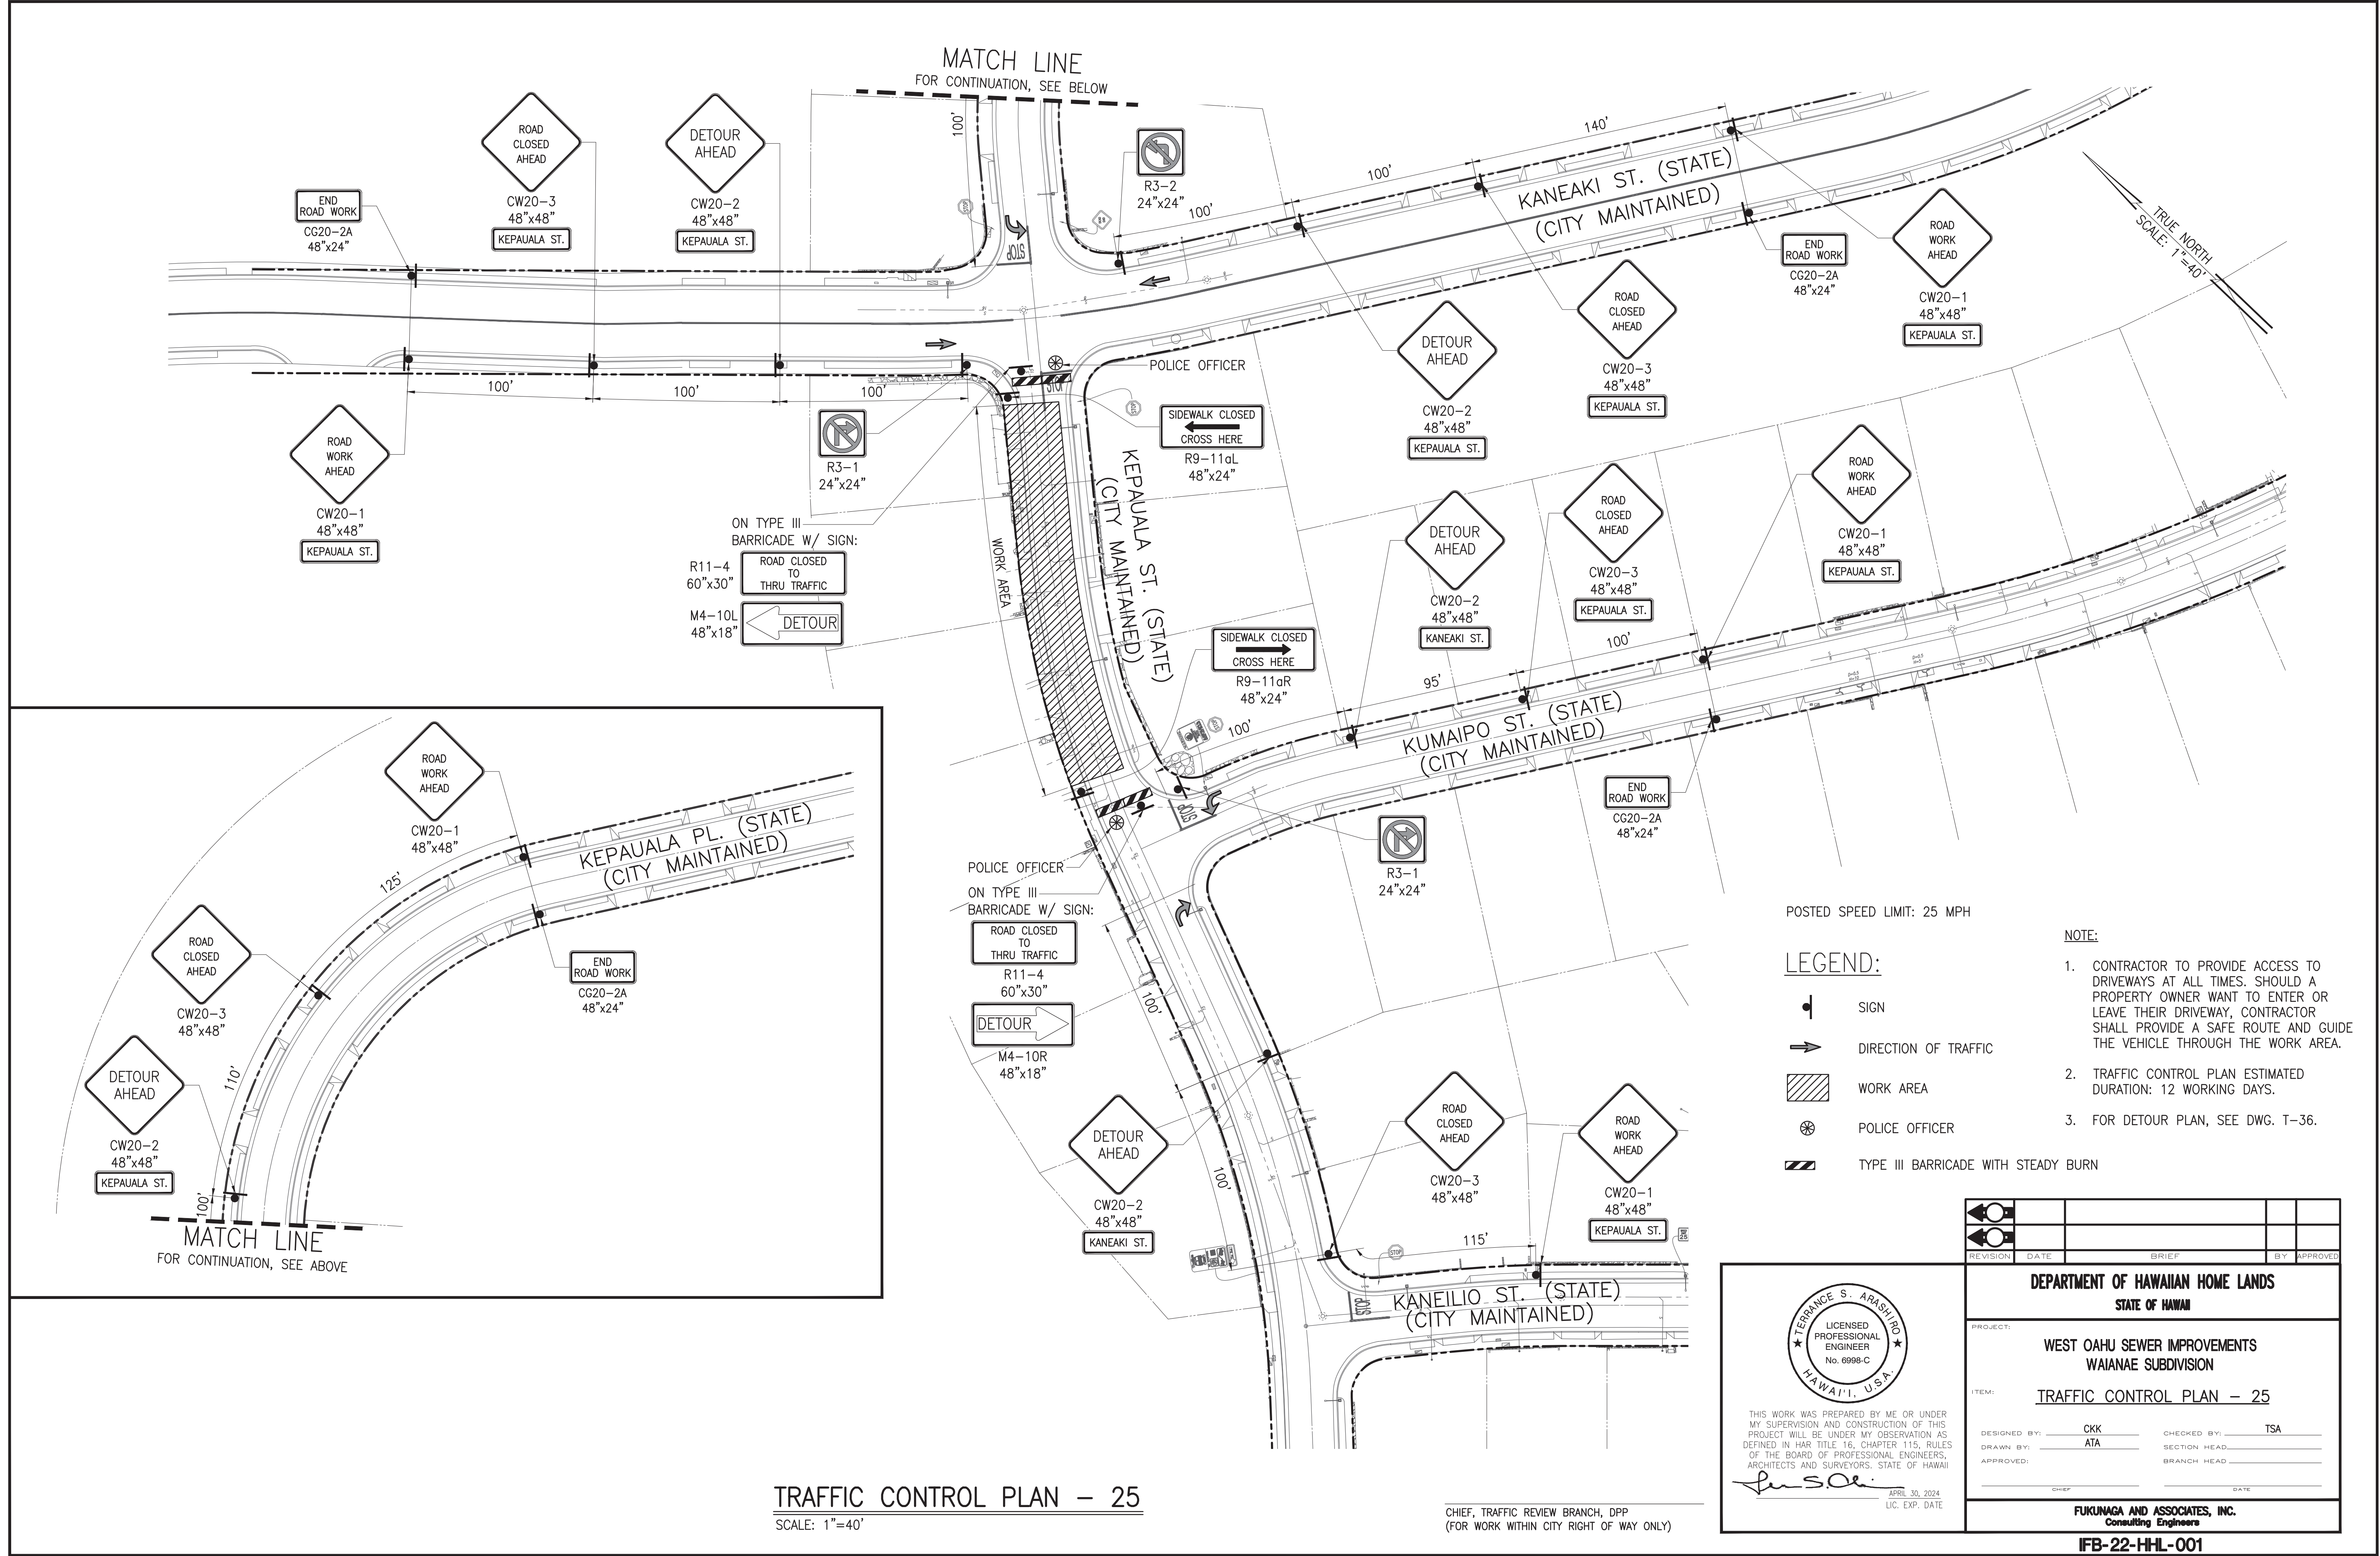 MATCH LINE
FOR CONTINUATION, SEE BELOW
100'
ROAD
CLOSED
AHEAD
CW20-3
48"x48"
KEPAUALA ST.
DETOUR
AHEAD
CW20-2
48"x48"
KEPAUALA ST.
END
ROAD WORK
CG20-2A
48"x24"
R3-2
24"x24"
STOP
100'
100'
140'
KANEAKI ST. (STATE)
(CITY MAINTAINED)
TRUE NORTH
SCALE: 1"=40'
ROAD
WORK
AHEAD
CW20-1
48"x48"
KEPAUALA ST.
END
ROAD WORK
CG20-2A
48"x24"
ROAD
CLOSED
AHEAD
CW20-3
48"x48"
KEPAUALA ST.
DETOUR
AHEAD
CW20-2
48"x48"
KEPAUALA ST.
100'
100'
100'
ROAD
WORK
AHEAD
CW20-1
48"x48"
KEPAUALA ST.
R3-1
24"x24"
POLICE OFFICER
STOP
STOP
SIDEWALK CLOSED
CROSS HERE
R9-11aL
48"x24"
ON TYPE III
BARRICADE W/ SIGN:
R11-4
60"x30"
ROAD CLOSED
TO
THRU TRAFFIC
M4-10L
48"x18"
DETOUR
WORK AREA
KEPAUALA ST. (STATE)
(CITY MAINTAINED)
SIDEWALK CLOSED
CROSS HERE
R9-11aR
48"x24"
DETOUR
AHEAD
CW20-2
48"x48"
KANEAKI ST.
ROAD
CLOSED
AHEAD
CW20-3
48"x48"
KEPAUALA ST.
ROAD
WORK
AHEAD
CW20-1
48"x48"
KEPAUALA ST.
100'
95'
100'
KUMAIPO ST. (STATE)
(CITY MAINTAINED)
STOP
STOP
END
ROAD WORK
CG20-2A
48"x24"
R3-1
24"x24"
POLICE OFFICER
ON TYPE III
BARRICADE W/ SIGN:
ROAD CLOSED
TO
THRU TRAFFIC
R11-4
60"x30"
DETOUR
M4-10R
48"x18"
100'
100'
DETOUR
AHEAD
CW20-2
48"x48"
KANEAKI ST.
ROAD
CLOSED
AHEAD
CW20-3
48"x48"
ROAD
WORK
AHEAD
CW20-1
48"x48"
KEPAUALA ST.
115'
STOP
STOP
KANEILIO ST. (STATE)
(CITY MAINTAINED)
ROAD
WORK
AHEAD
CW20-1
48"x48"
KEPAUALA PL. (STATE)
(CITY MAINTAINED)
125'
ROAD
CLOSED
AHEAD
CW20-3
48"x48"
END
ROAD WORK
CG20-2A
48"x24"
110'
DETOUR
AHEAD
CW20-2
48"x48"
KEPAUALA ST.
100'
MATCH LINE
FOR CONTINUATION, SEE ABOVE
POSTED SPEED LIMIT: 25 MPH
LEGEND:
SIGN
DIRECTION OF TRAFFIC
WORK AREA
POLICE OFFICER
TYPE III BARRICADE WITH STEADY BURN
NOTE:
1. CONTRACTOR TO PROVIDE ACCESS TO
DRIVEWAYS AT ALL TIMES. SHOULD A
PROPERTY OWNER WANT TO ENTER OR
LEAVE THEIR DRIVEWAY, CONTRACTOR
SHALL PROVIDE A SAFE ROUTE AND GUIDE
THE VEHICLE THROUGH THE WORK AREA.
2. TRAFFIC CONTROL PLAN ESTIMATED
DURATION: 12 WORKING DAYS.
3. FOR DETOUR PLAN, SEE DWG. T-36.
TRAFFIC CONTROL PLAN - 25
SCALE: 1"=40'
CHIEF, TRAFFIC REVIEW BRANCH, DPP
(FOR WORK WITHIN CITY RIGHT OF WAY ONLY)
TERRANCE S. ARASHIRO
LICENSED
PROFESSIONAL
ENGINEER
No. 6998-C
HAWAI'I, U.S.A.
THIS WORK WAS PREPARED BY ME OR UNDER
MY SUPERVISION AND CONSTRUCTION OF THIS
PROJECT WILL BE UNDER MY OBSERVATION AS
DEFINED IN HAR TITLE 16, CHAPTER 115, RULES
OF THE BOARD OF PROFESSIONAL ENGINEERS,
ARCHITECTS AND SURVEYORS. STATE OF HAWAII
APRIL 30, 2024
LIC. EXP. DATE
REVISION DATE BRIEF BY APPROVED
DEPARTMENT OF HAWAIIAN HOME LANDS
STATE OF HAWAII
PROJECT:
WEST OAHU SEWER IMPROVEMENTS
WAIANAE SUBDIVISION
ITEM:
TRAFFIC CONTROL PLAN - 25
DESIGNED BY: CKK CHECKED BY: TSA
DRAWN BY: ATA SECTION HEAD
APPROVED: BRANCH HEAD
CHIEF DATE
FUKUNAGA AND ASSOCIATES, INC.
Consulting Engineers
IFB-22-HHL-001